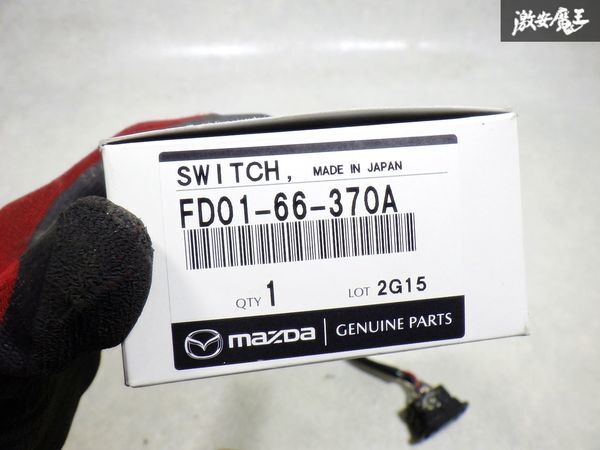 激安魔王
SWITCH, MADE IN JAPAN
FD01-66-370A
QTY 1 LOT 2G15
mazda GENUINE PARTS